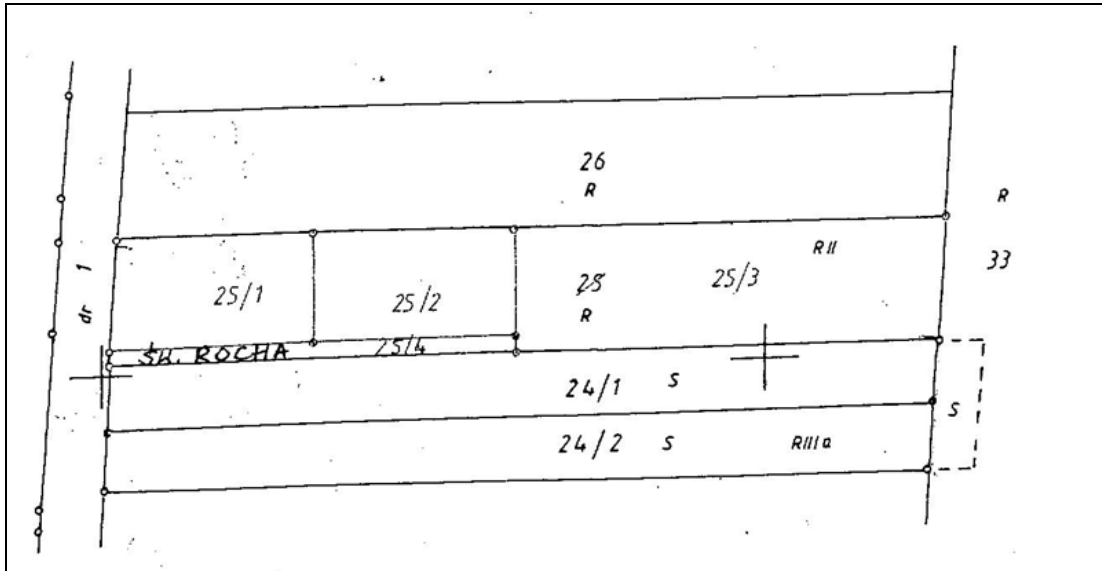 26
R
R
RII
33
dr 1
25/1
25/2
25
R
25/3
ŚW. ROCHA
25/4
24/1 S
S
24/2 S RIIIa